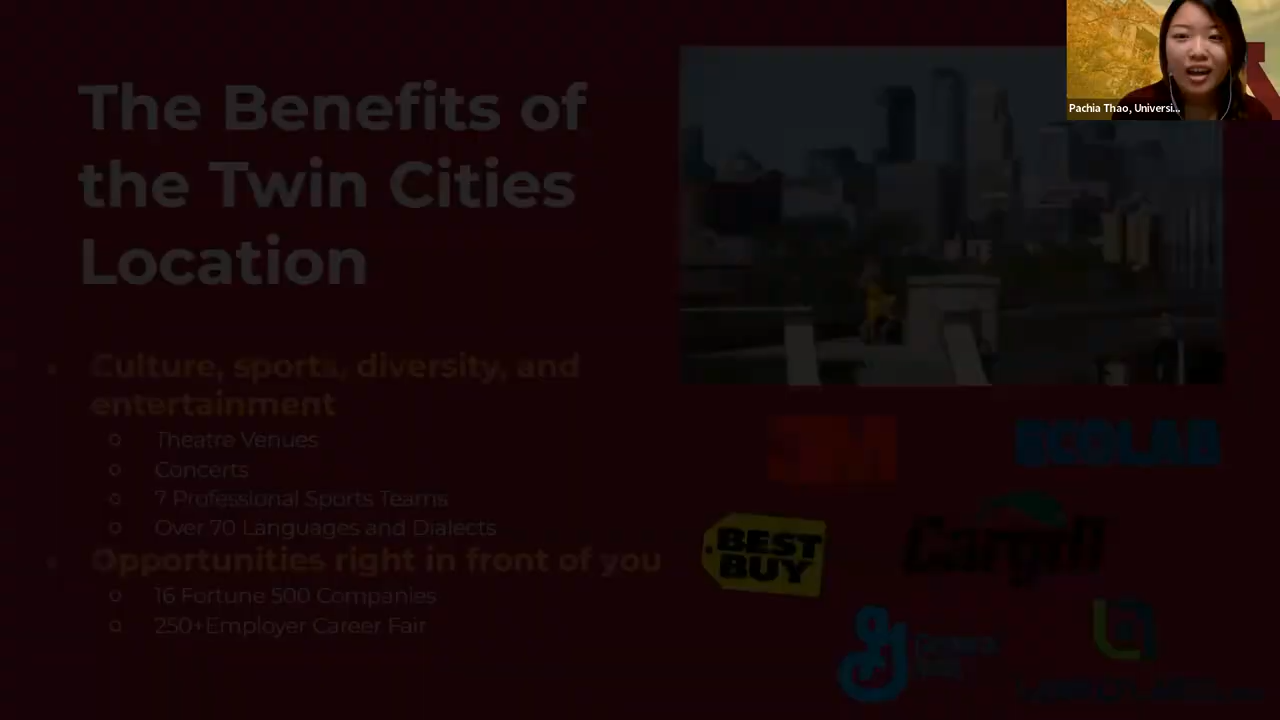 The Benefits of
the Twin Cities
Location
Pachia Thao, Universi...
Culture, sports, diversity, and
entertainment
Theatre Venues
Concerts
7 Professional Sports Teams
Over 70 Languages and Dialects
Opportunities right in front of you
16 Fortune 500 Companies
250+Employer Career Fair
3M
ECOLAB
BEST
BUY
Cargill